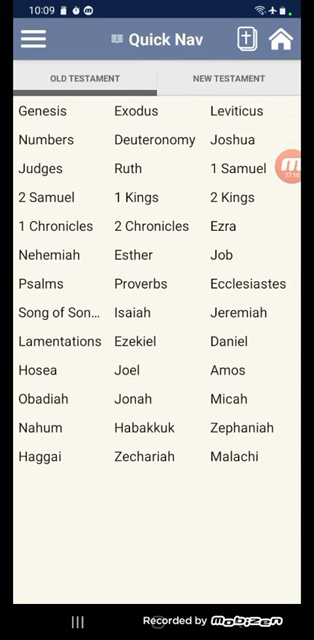 10:09
Quick Nav
OLD TESTAMENT NEW TESTAMENT
Genesis Exodus Leviticus
Numbers Deuteronomy Joshua
Judges Ruth 1 Samuel
2 Samuel 1 Kings 2 Kings
1 Chronicles 2 Chronicles Ezra
Nehemiah Esther Job
Psalms Proverbs Ecclesiastes
Song of Son... Isaiah Jeremiah
Lamentations Ezekiel Daniel
Hosea Joel Amos
Obadiah Jonah Micah
Nahum Habakkuk Zephaniah
Haggai Zechariah Malachi
Recorded by Mobizen